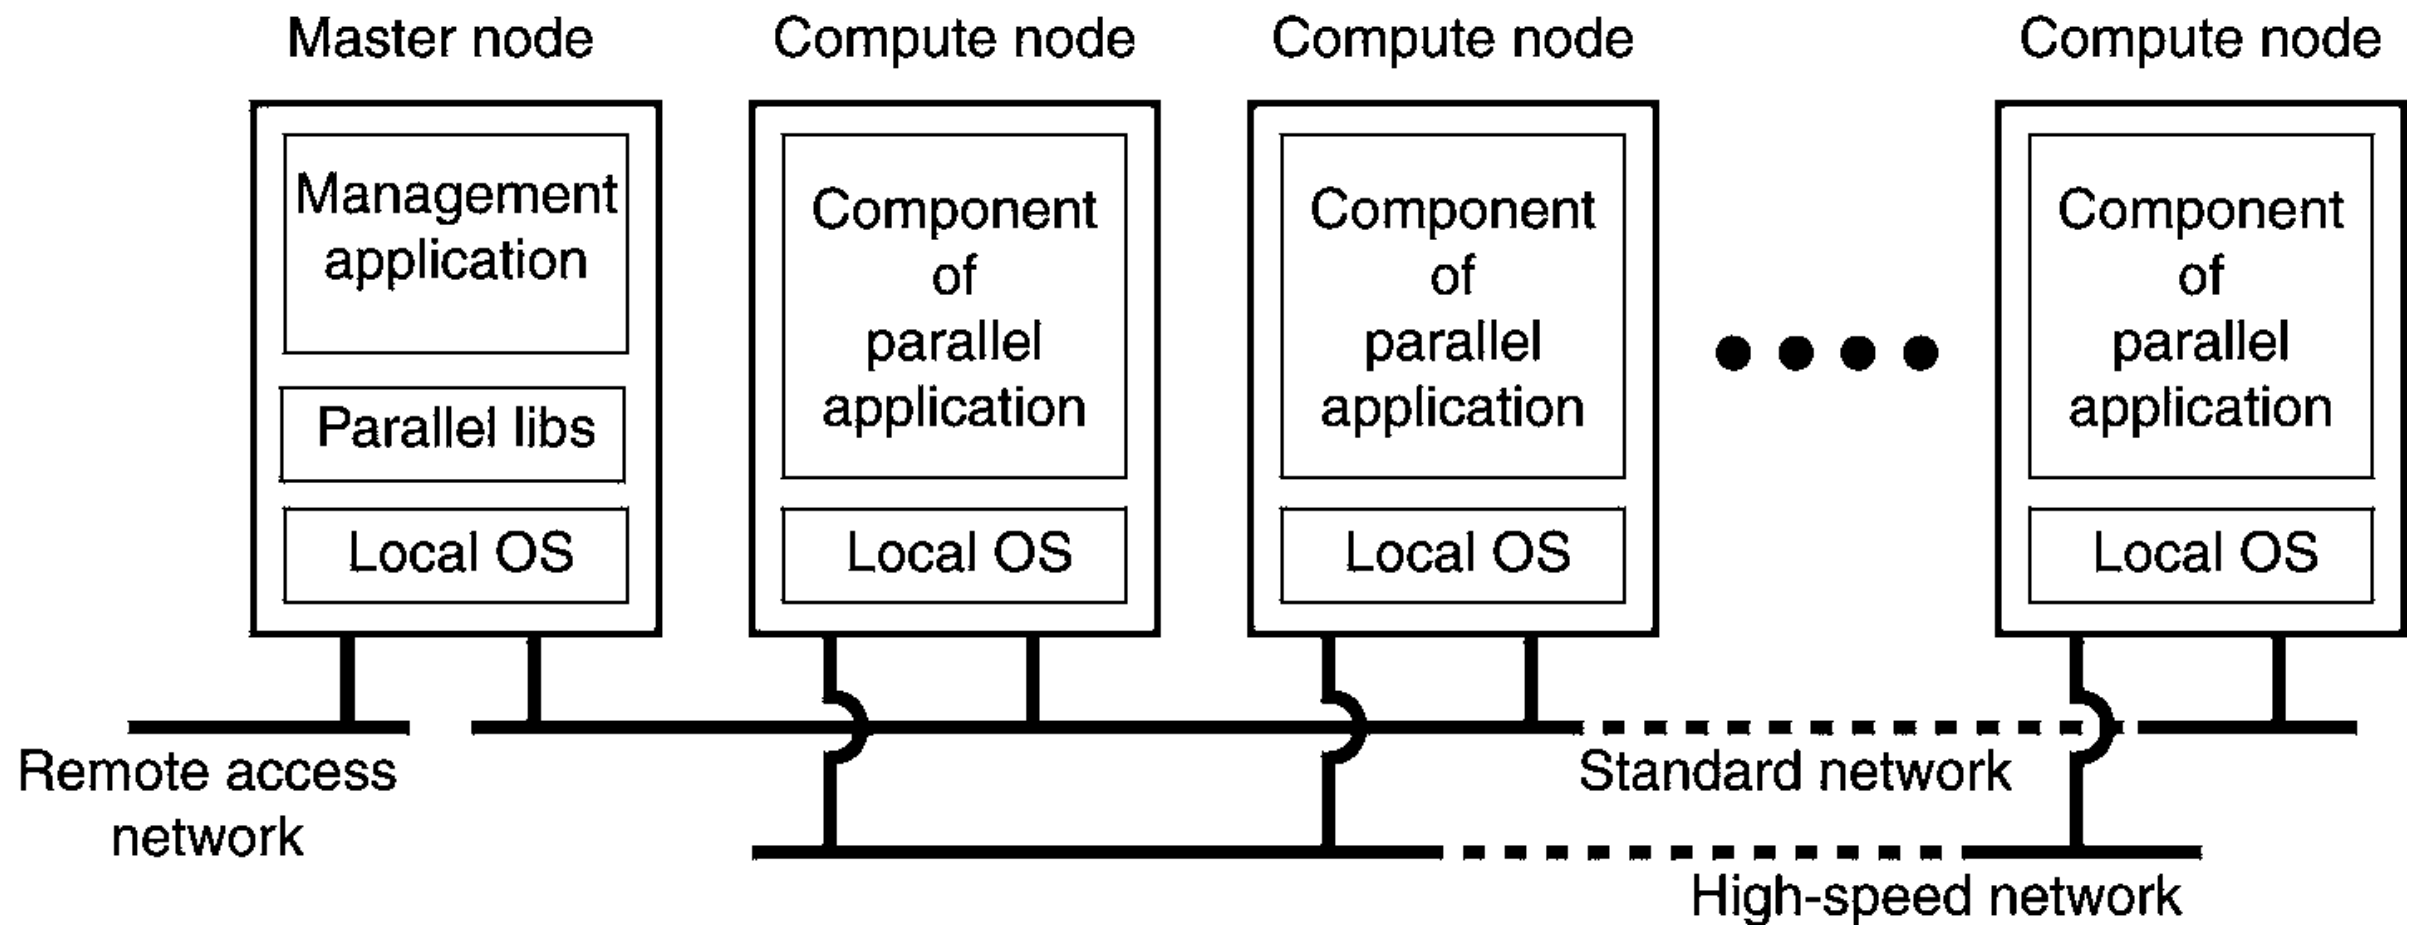 Master node
Compute node
Compute node
Compute node
Management
application
Parallel libs
Local OS
Component
of
parallel
application
Local OS
Component
of
parallel
application
Local OS
Component
of
parallel
application
Local OS
Remote access
network
Standard network
High-speed network